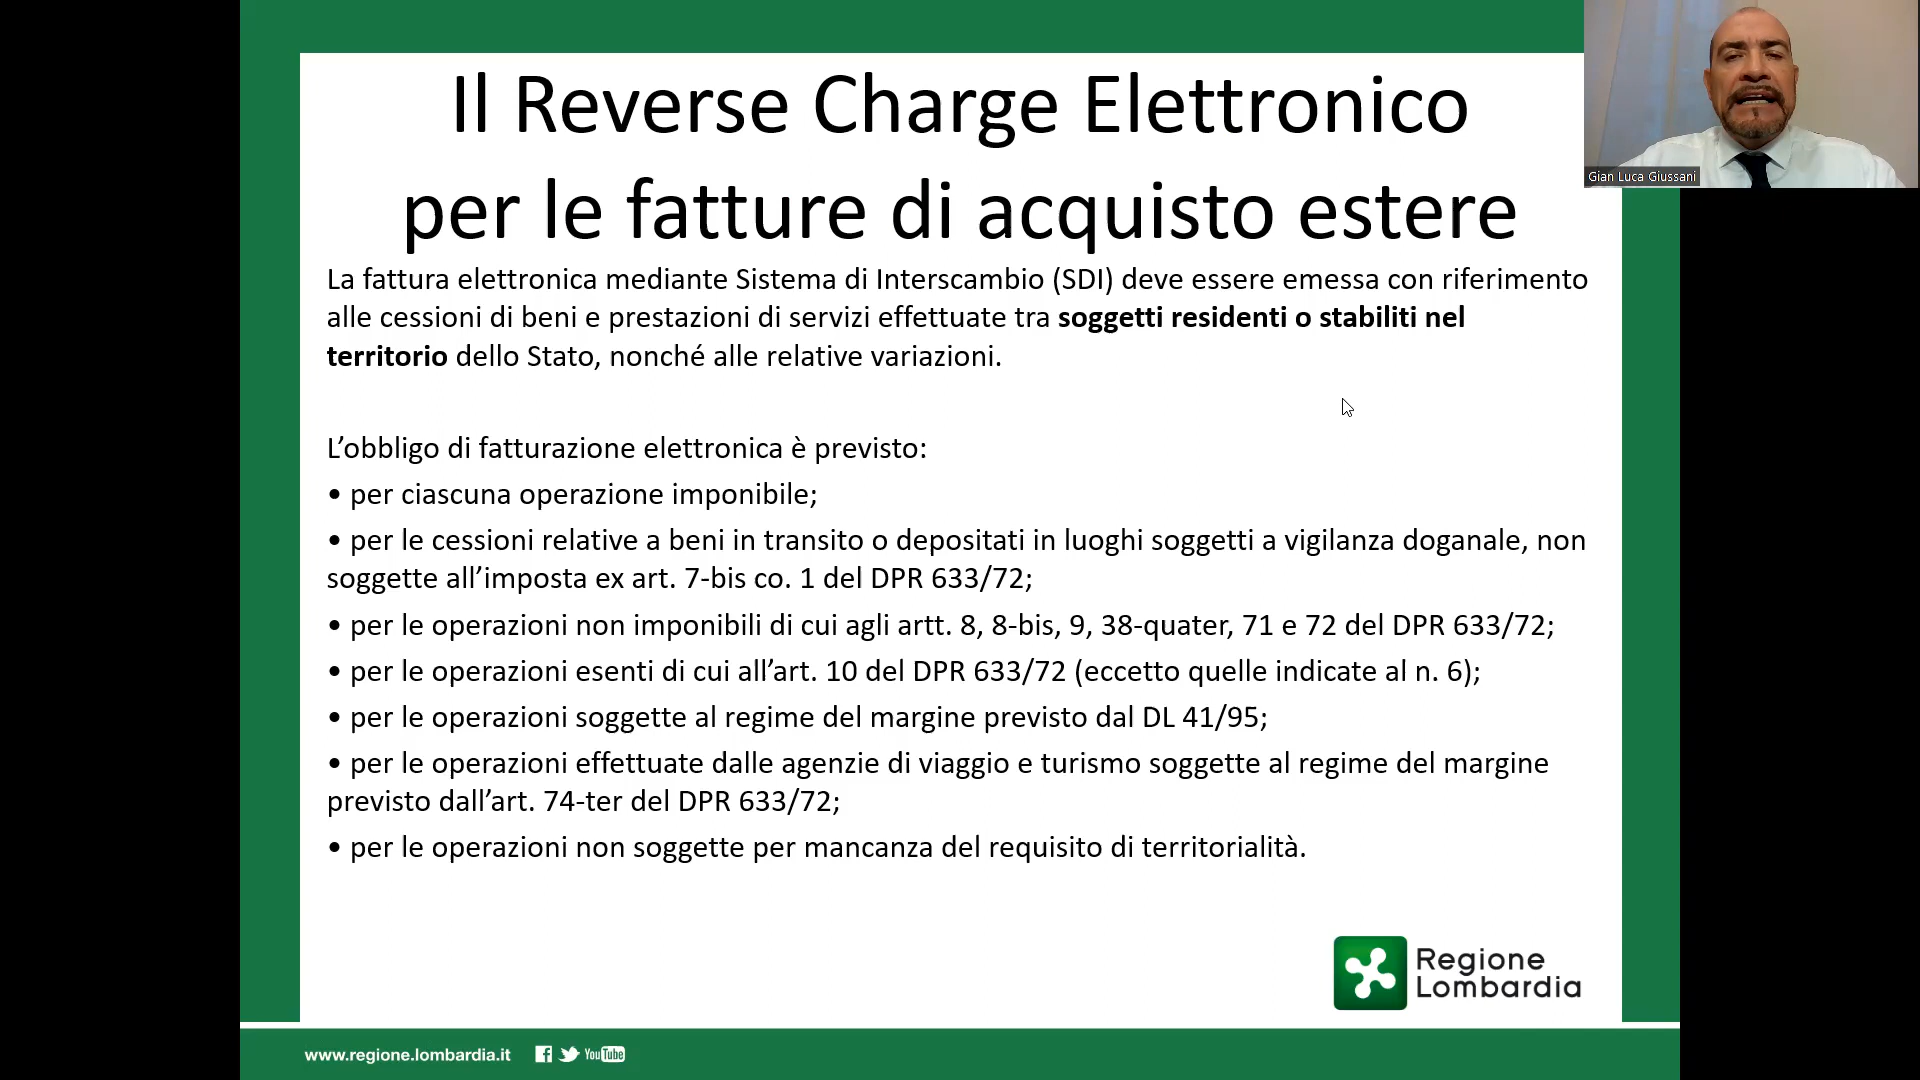 Il Reverse Charge Elettronico
per le fatture di acquisto estere
Gian Luca Giussani
La fattura elettronica mediante Sistema di Interscambio (SDI) deve essere emessa con riferimento
alle cessioni di beni e prestazioni di servizi effettuate tra soggetti residenti o stabiliti nel
territorio dello Stato, nonché alle relative variazioni.
L’obbligo di fatturazione elettronica è previsto:
• per ciascuna operazione imponibile;
• per le cessioni relative a beni in transito o depositati in luoghi soggetti a vigilanza doganale, non
soggette all’imposta ex art. 7-bis co. 1 del DPR 633/72;
• per le operazioni non imponibili di cui agli artt. 8, 8-bis, 9, 38-quater, 71 e 72 del DPR 633/72;
• per le operazioni esenti di cui all’art. 10 del DPR 633/72 (eccetto quelle indicate al n. 6);
• per le operazioni soggette al regime del margine previsto dal DL 41/95;
• per le operazioni effettuate dalle agenzie di viaggio e turismo soggette al regime del margine
previsto dall’art. 74-ter del DPR 633/72;
• per le operazioni non soggette per mancanza del requisito di territorialità.
Regione
Lombardia
www.regione.lombardia.it
YouTube